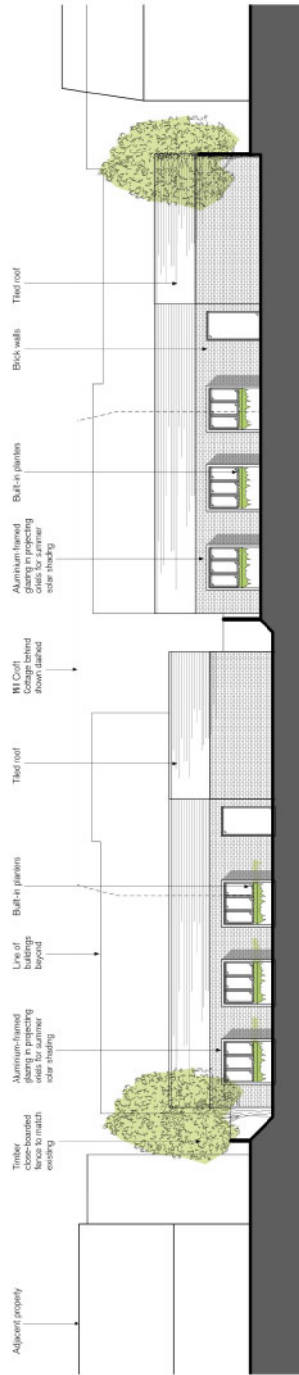 Adjacent property
Timber
close-boarded
fence to match
existing
Aluminium-framed
glazing in projecting
oriels for summer
solar shading
Line of
buildings
beyond
Built-in planters
Tiled roof
Mill Croft
Cottage behind
shown dashed
Aluminium-framed
glazing in projecting
oriels for summer
solar shading
Built-in planters
Brick walls
Tiled roof